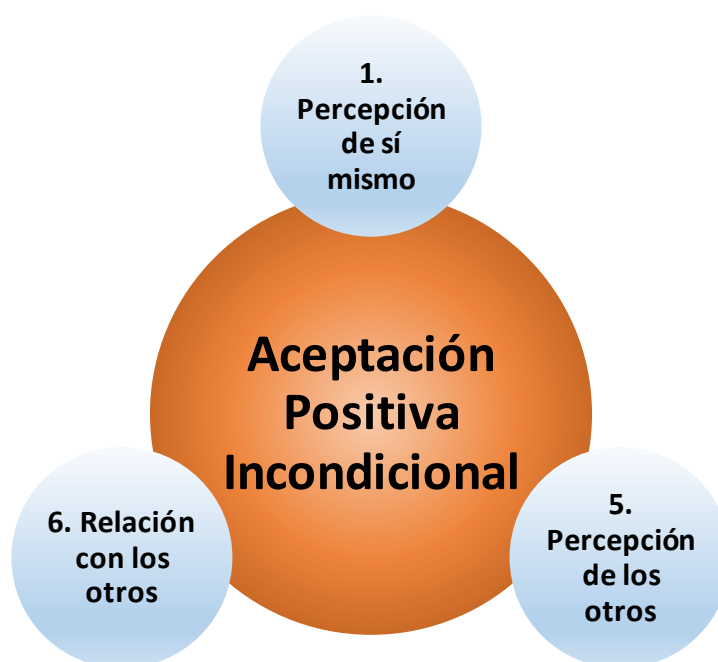 1.
Percepción
de sí
mismo
Aceptación
Positiva
Incondicional
6. Relación
con los
otros
5.
Percepción
de los
otros